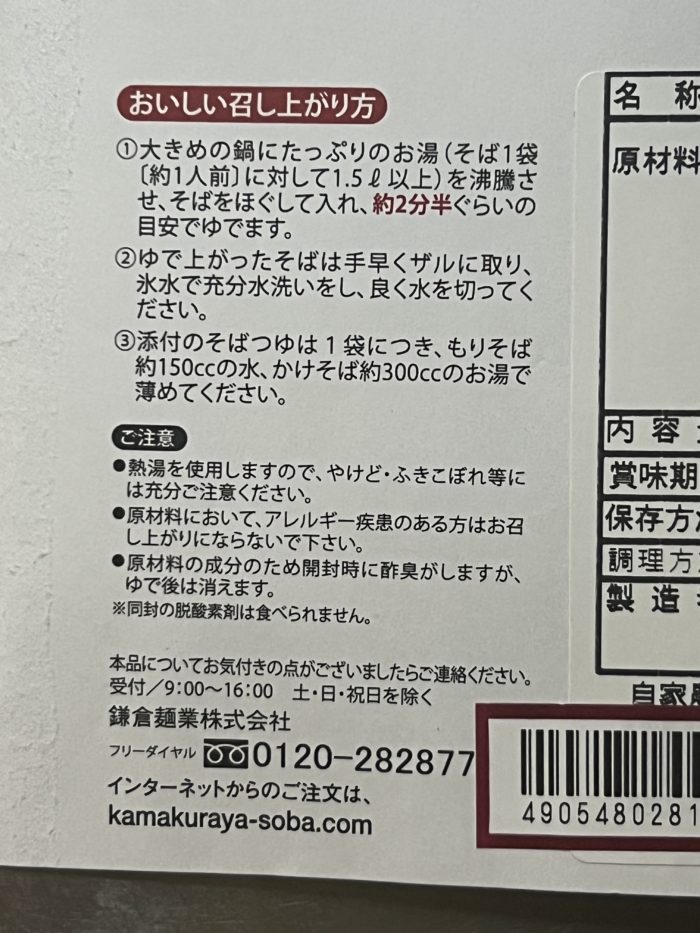 おいしい召し上がり方
①大きめの鍋にたっぷりのお湯(そば1袋
〔約1人前〕に対して1.5ℓ以上)を沸騰さ
せ、そばをほぐして入れ、約2分半ぐらいの
目安でゆでます。
②ゆで上がったそばは手早くザルに取り、
氷水で充分水洗いをし、良く水を切ってく
ださい。
③添付のそばつゆは1袋につき、もりそば
約150ccの水、かけそば約300ccのお湯で
薄めてください。
ご注意
●熱湯を使用しますので、やけど・ふきこぼれ等に
は充分ご注意ください。
●原材料において、アレルギー疾患のある方はお召
し上がりにならないで下さい。
●原材料の成分のため開封時に酢臭がしますが、
ゆで後は消えます。
※同封の脱酸素剤は食べられません。
本品についてお気付きの点がございましたらご連絡ください。
受付/9:00〜16:00 土・日・祝日を除く
鎌倉麺業株式会社
フリーダイヤル 0120-282877
インターネットからのご注文は、
kamakuraya-soba.com
名 称
原材料
内 容
賞味期
保存方
調理方
製 造
自家
4905480281